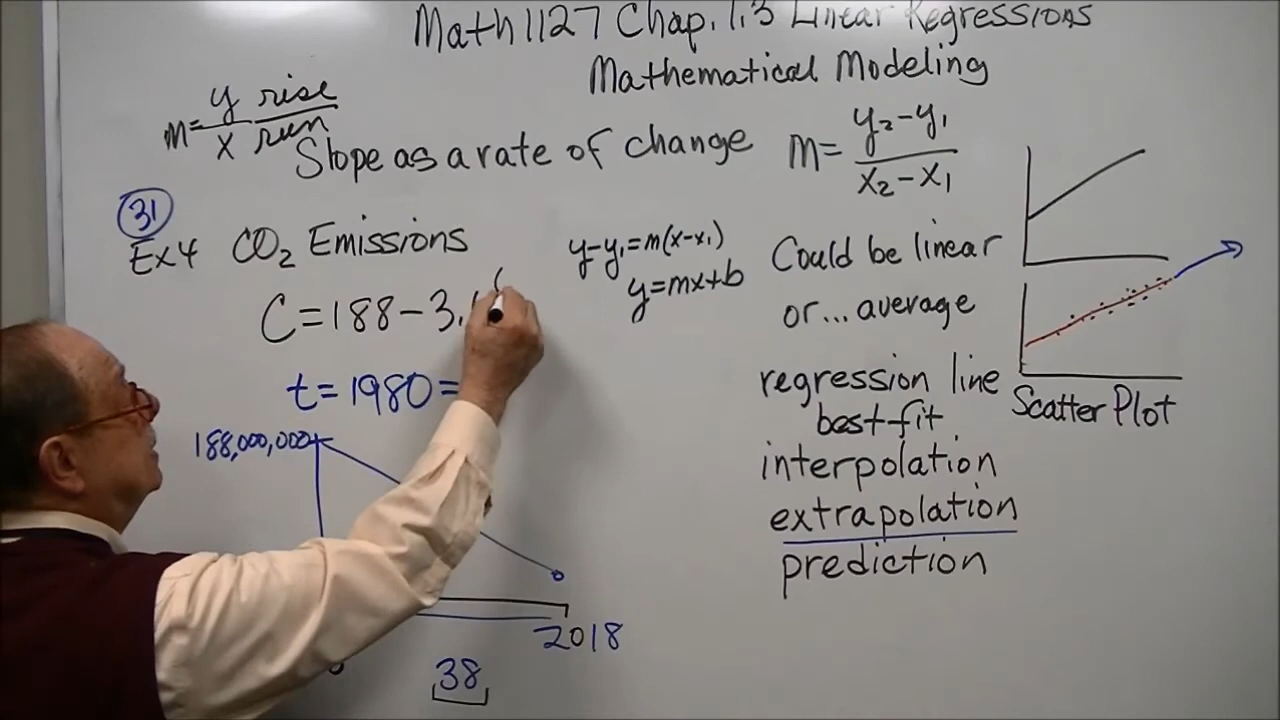 Math 1127 Chap. 1.3 Linear Regressions
Mathematical Modeling
m= y/x rise/run
Slope as a rate of change
m= y₂-y₁/x₂-x₁
31
Ex 4 CO₂ Emissions
C=188-3.
t=1980=
188,000,000
2018
38
y-y₁=m(x-x₁)
y=mx+b
Could be linear
or... average
regression line
best-fit
interpolation
extrapolation
prediction
Scatter Plot